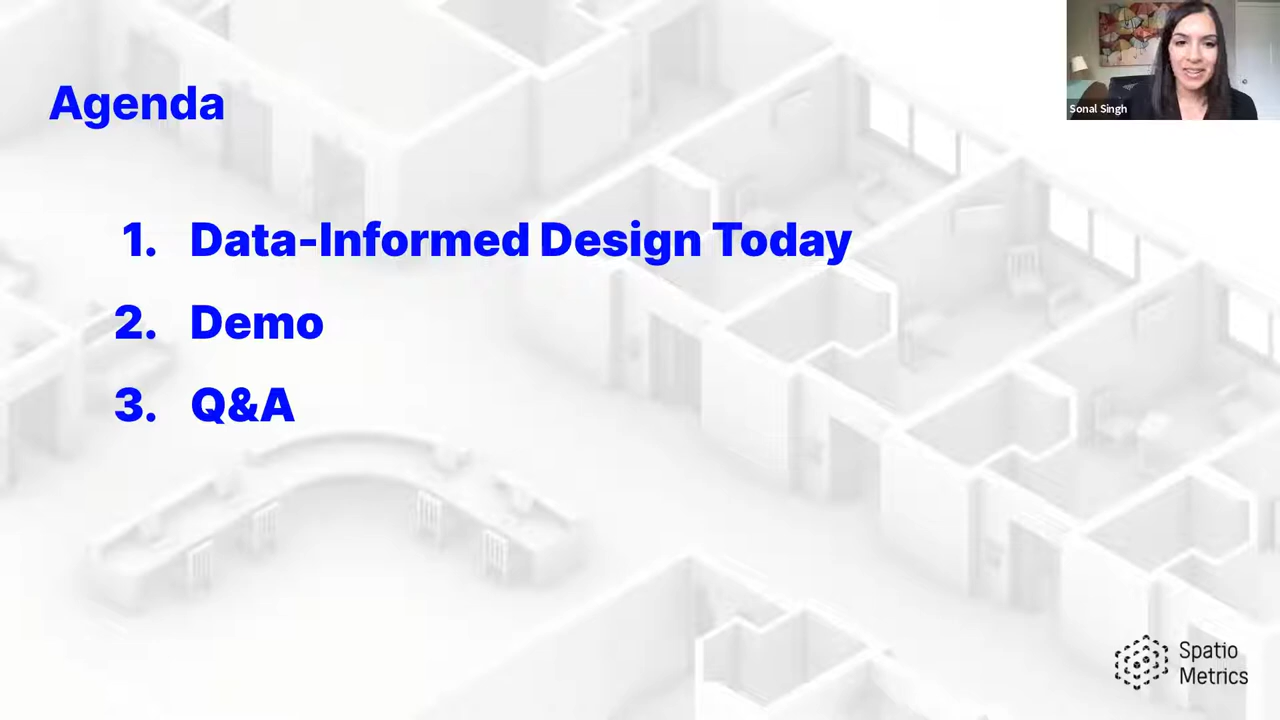 Agenda
Sonal Singh
1. Data-Informed Design Today
2. Demo
3. Q&A
Spatio
Metrics